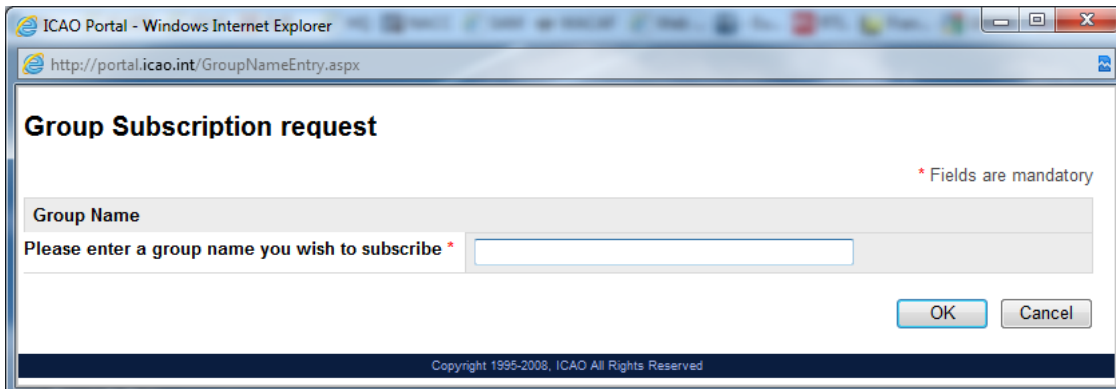 ICAO Portal - Windows Internet Explorer
http://portal.icao.int/GroupNameEntry.aspx
Group Subscription request
* Fields are mandatory
Group Name
Please enter a group name you wish to subscribe *
OK Cancel
Copyright 1995-2008, ICAO All Rights Reserved